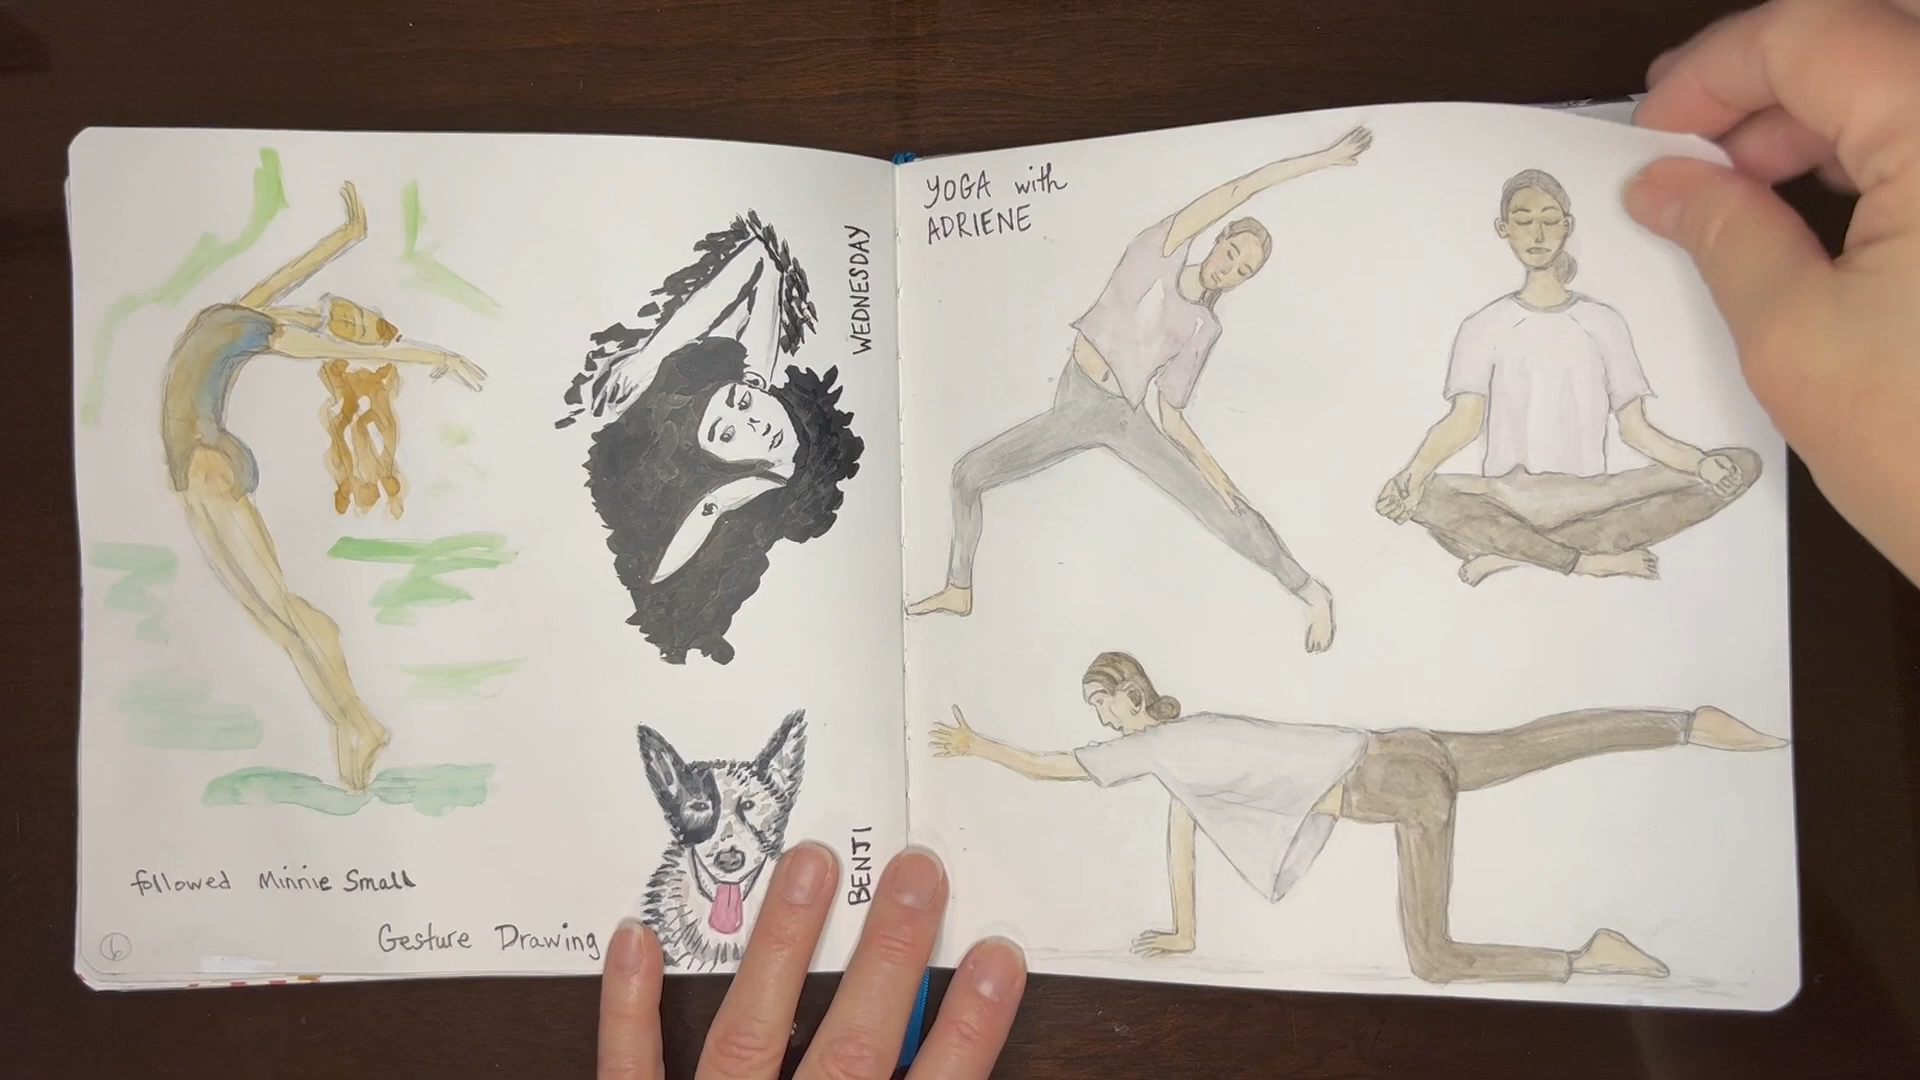 followed Minnie Small
Gesture Drawing
6
WEDNESDAY
BENJI
YOGA with
ADRIENE